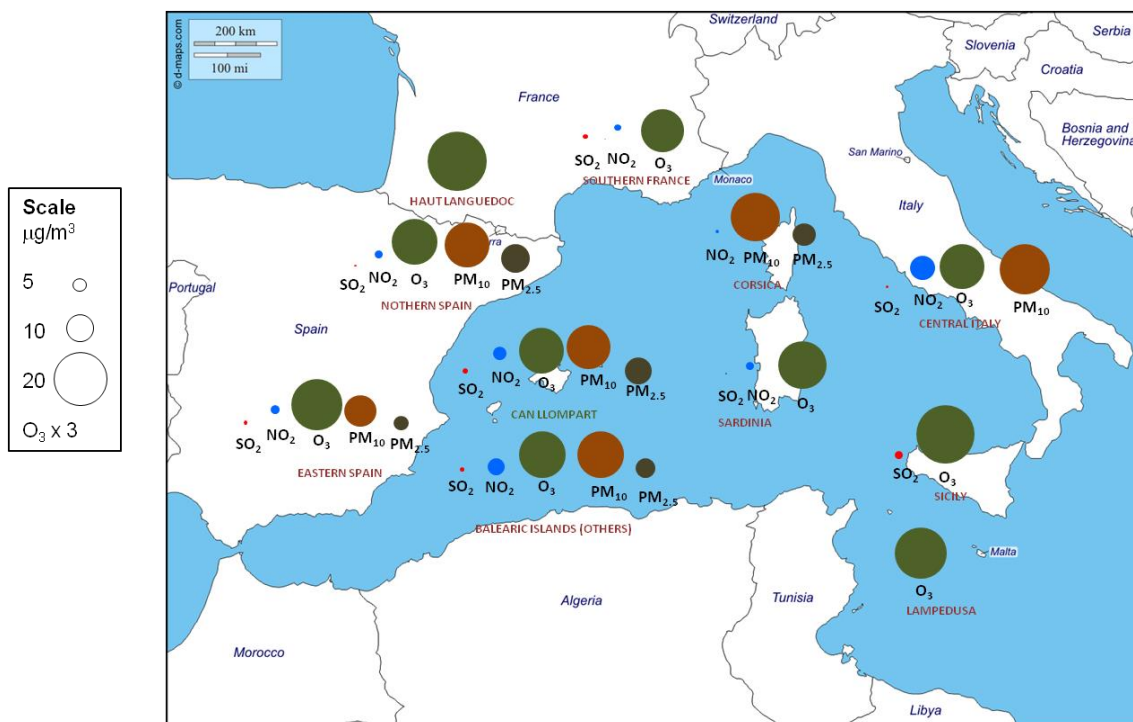 Scale
μg/m³
5
10
20
O₃ x 3
200 km
100 mi
© d-maps.com
Switzerland
Serbia
Slovenia
Croatia
Bosnia and
Herzegovina
France
San Marino
Monaco
Italy
Portugal
Spain
Malta
Algeria
Tunisia
Morocco
Libya
SO₂ NO₂ O₃
SOUTHERN FRANCE
HAUT LANGUEDOC
rra
SO₂ NO₂ O₃ PM₁₀ PM₂.₅
NOTHERN SPAIN
NO₂ PM₁₀ PM₂.₅
CORSICA
SO₂ NO₂ O₃ PM₁₀
CENTRAL ITALY
SO₂ NO₂ O₃ PM₁₀ PM₂.₅
CAN LLOMPART
SO₂ NO₂ O₃
SARDINIA
SO₂ NO₂ O₃ PM₁₀ PM₂.₅
EASTERN SPAIN
SO₂ NO₂ O₃ PM₁₀ PM₂.₅
BALEARIC ISLANDS (OTHERS)
SO₂ O₃
SICILY
O₃
LAMPEDUSA